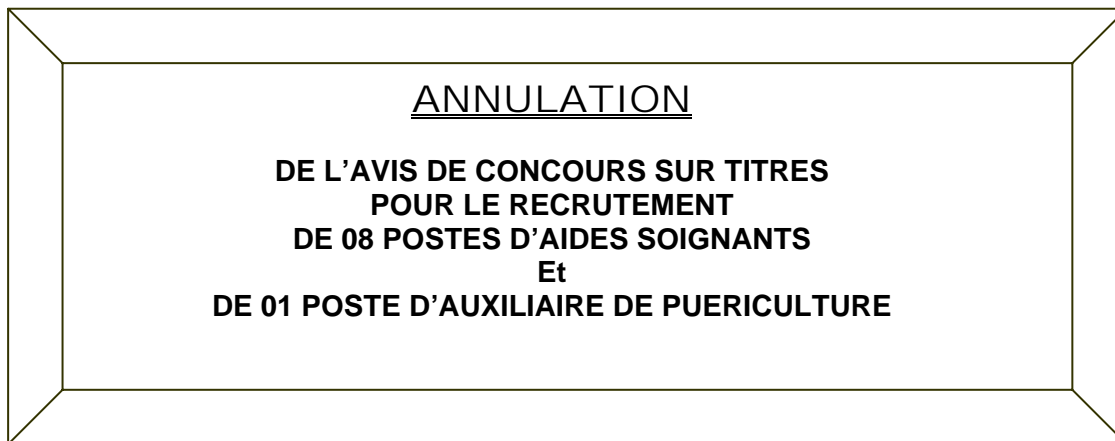 ANNULATION
DE L’AVIS DE CONCOURS SUR TITRES
POUR LE RECRUTEMENT
DE 08 POSTES D’AIDES SOIGNANTS
Et
DE 01 POSTE D’AUXILIAIRE DE PUERICULTURE